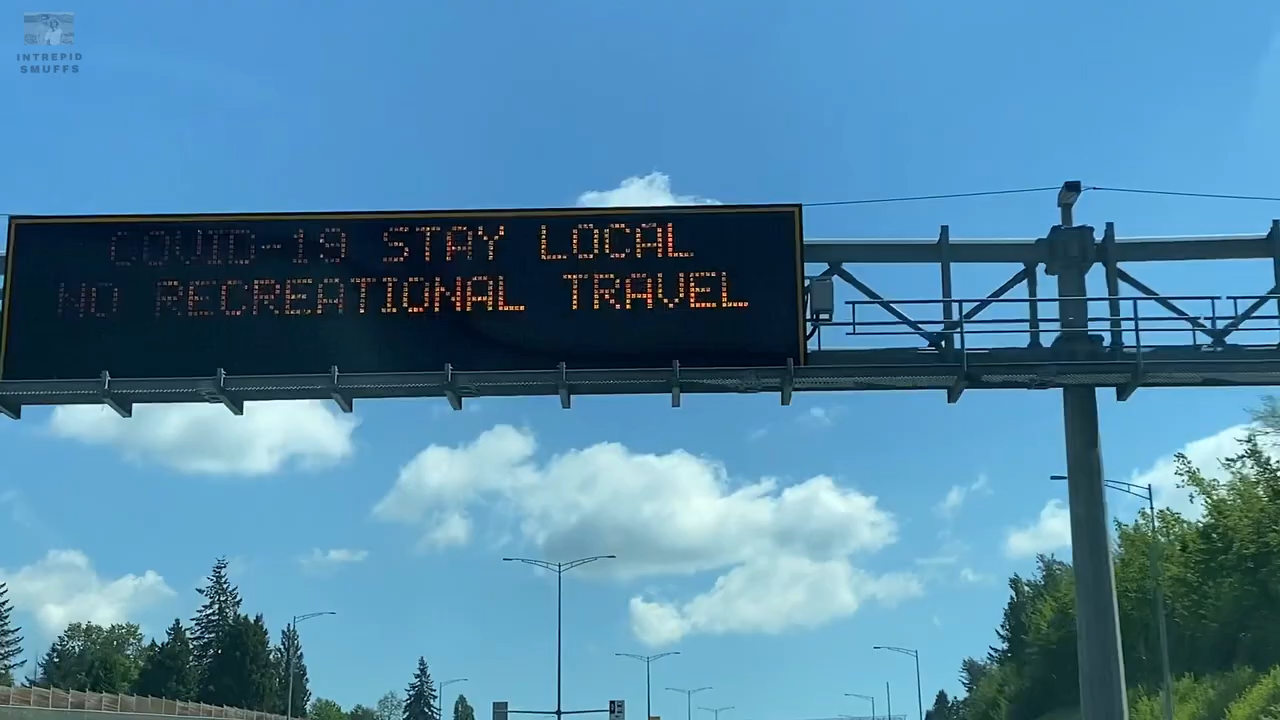 INTREPID
SMUFFS
COVID-19 STAY LOCAL
NO RECREATIONAL TRAVEL